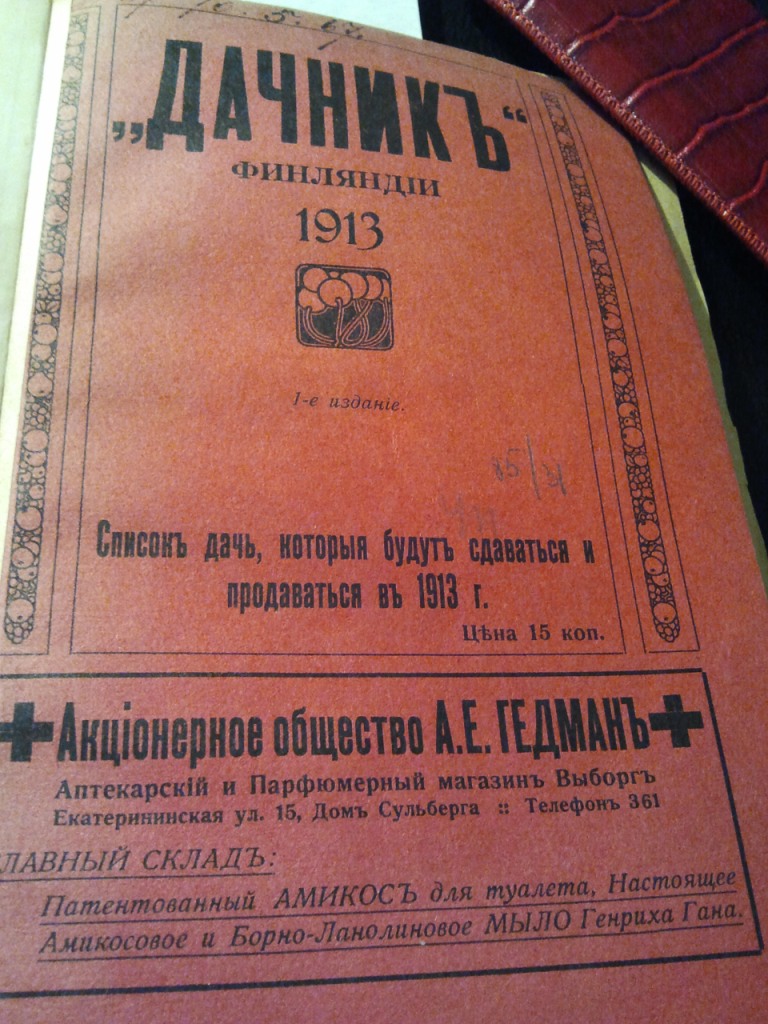 „ДАЧНИКЪ“
ФИНЛЯНДIИ
1913
1-е изданіе.
Списокъ дачь, которыя будутъ сдаваться и
продаваться въ 1913 г.
Цѣна 15 коп.
Акціонерное общество А.Е. ГЕДМАНЪ
Аптекарскій и Парфюмерный магазинъ Выборгъ
Екатерининская ул. 15, Домъ Сульберга :: Телефонъ 361
ЛАВНЫЙ СКЛАДЪ:
Патентованный АМИКОСЪ для туалета, Настоящее
Амикосовое и Борно-Ланолиновое МЫЛО Генриха Гана.